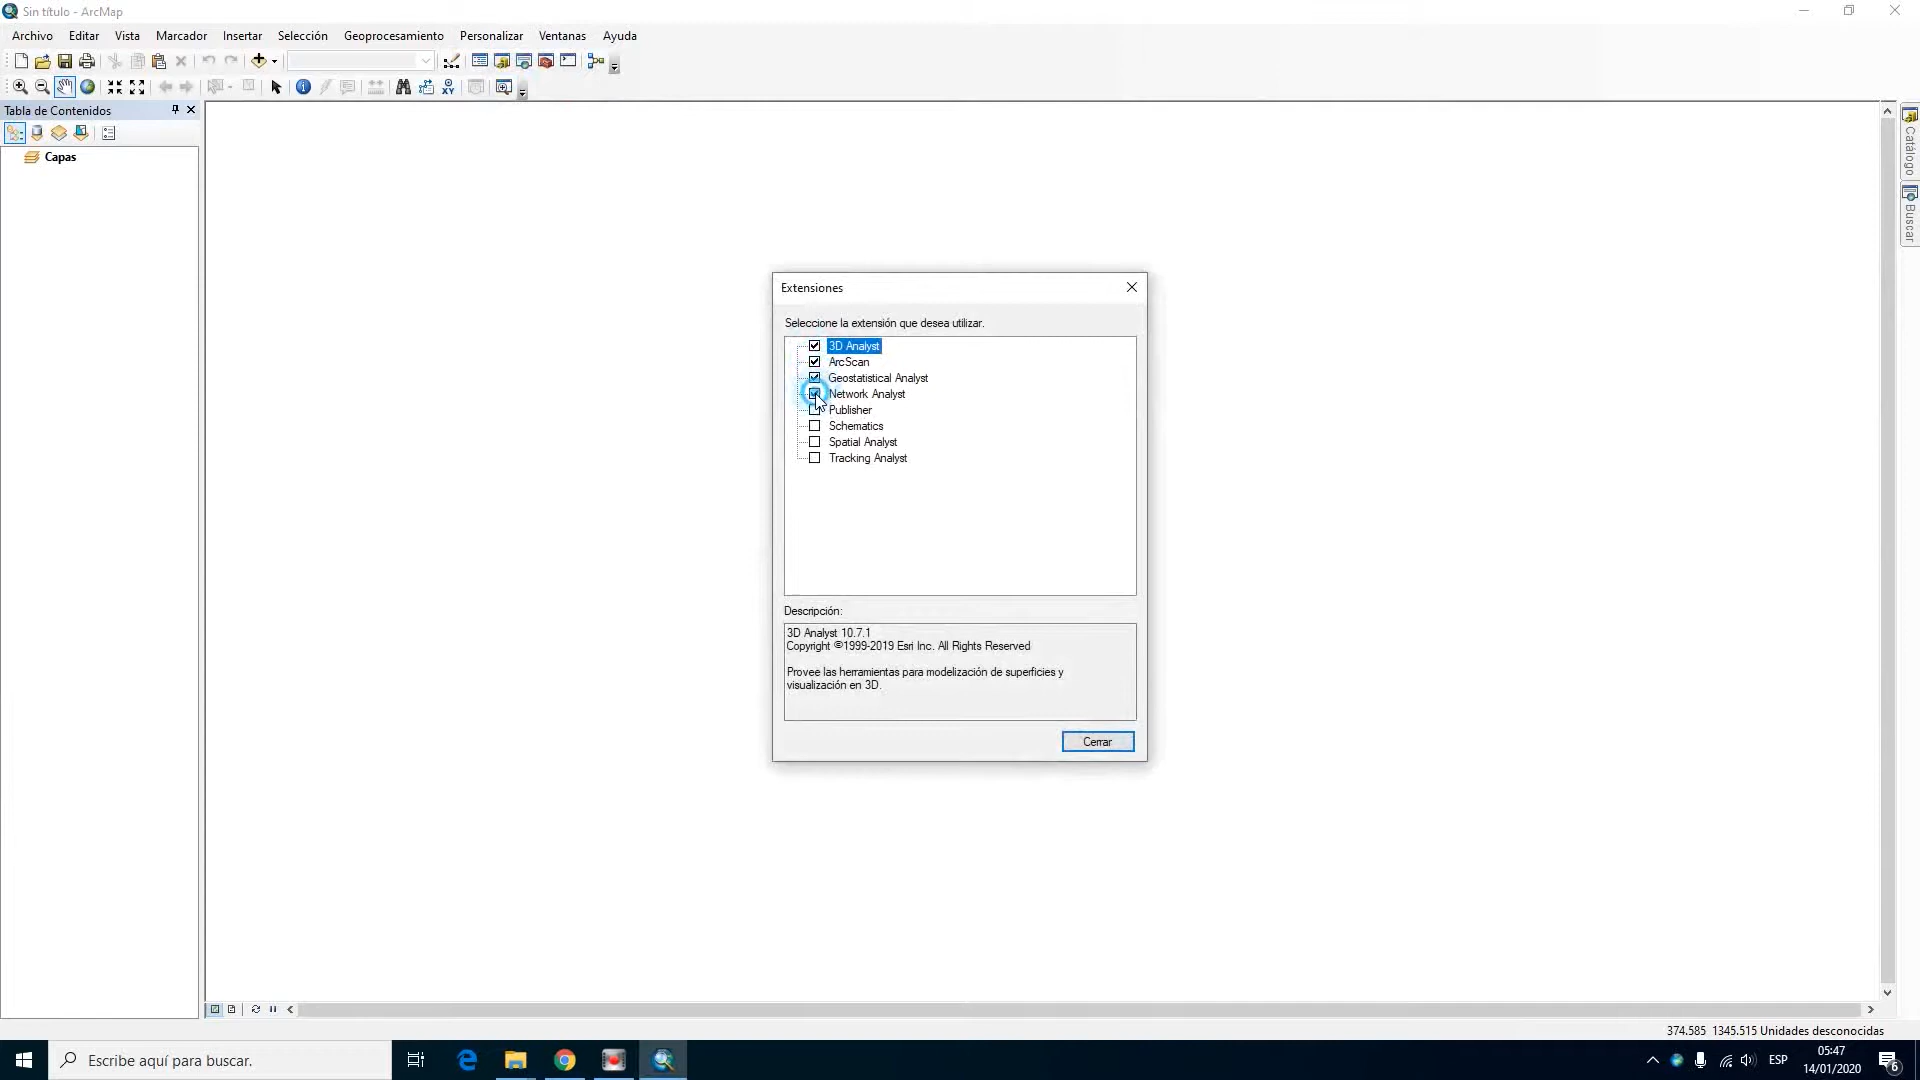 Sin título - ArcMap
Archivo Editar Vista Marcador Insertar Selección Geoprocesamiento Personalizar Ventanas Ayuda
Tabla de Contenidos
Capas
Catálogo
Buscar
Extensiones
Seleccione la extensión que desea utilizar.
3D Analyst
ArcScan
Geostatistical Analyst
Network Analyst
Publisher
Schematics
Spatial Analyst
Tracking Analyst
Descripción:
3D Analyst 10.7.1
Copyright ©1999-2019 Esri Inc. All Rights Reserved
Provee las herramientas para modelización de superficies y
visualización en 3D.
Cerrar
374.585 1345.515 Unidades desconocidas
Escribe aquí para buscar.
ESP
05:47
14/01/2020
6